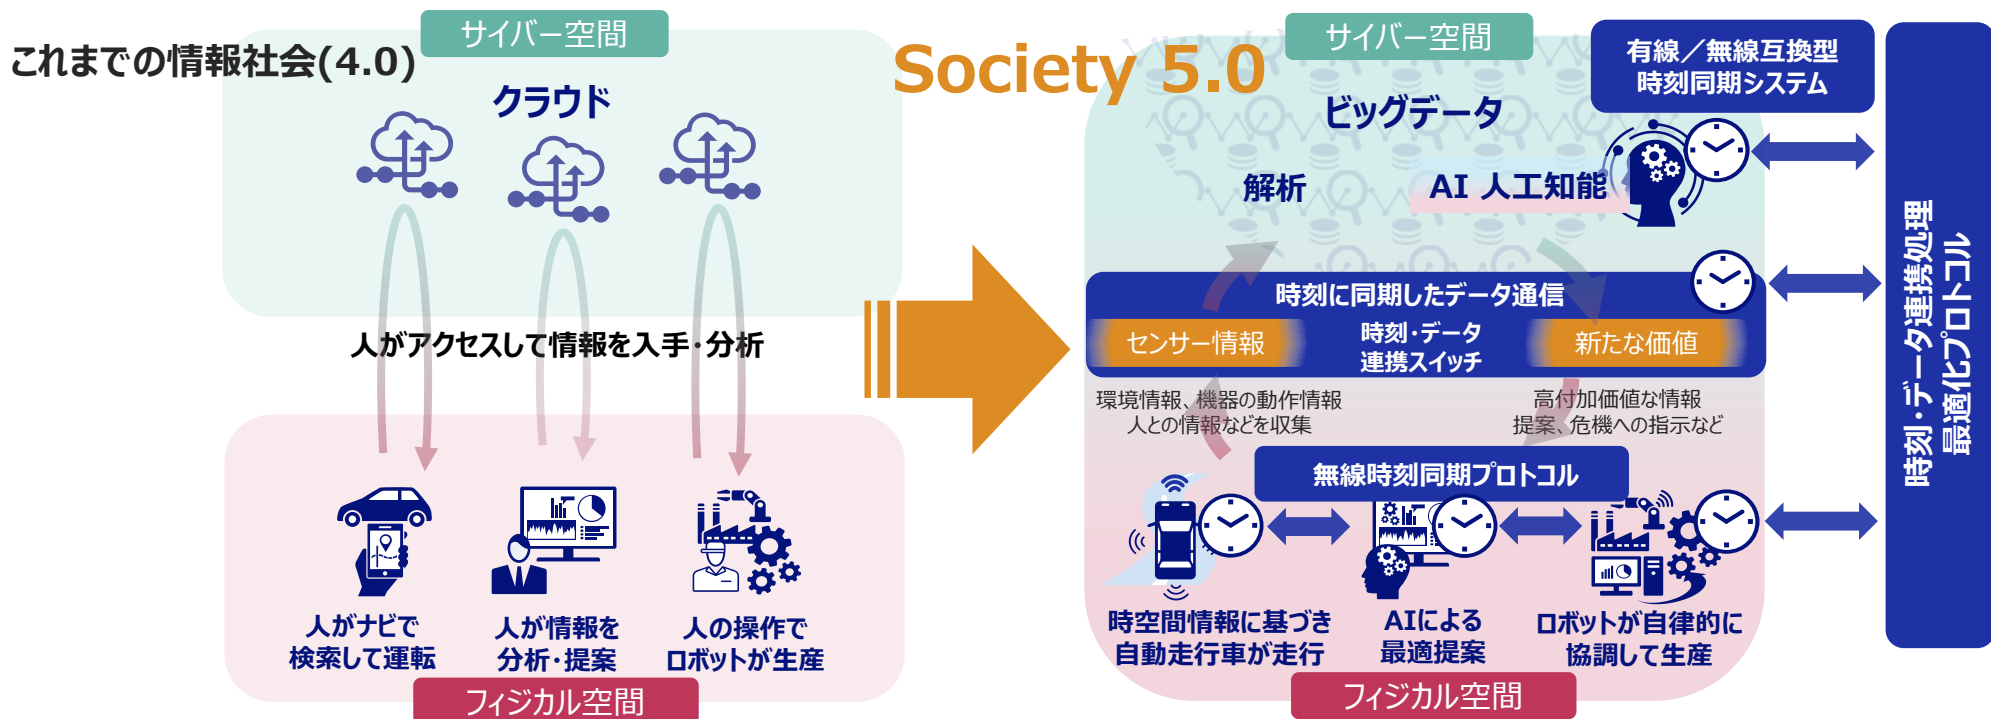 これまでの情報社会(4.0)
サイバー空間
クラウド
人がアクセスして情報を入手・分析
人がナビで
検索して運転
人が情報を
分析・提案
人の操作で
ロボットが生産
フィジカル空間
Society 5.0
サイバー空間
ビッグデータ
解析
AI 人工知能
有線／無線互換型
時刻同期システム
時刻に同期したデータ通信
センサー情報
時刻・データ
連携スイッチ
新たな価値
環境情報、機器の動作情報
人との情報などを収集
高付加価値な情報
提案、危機への指示など
無線時刻同期プロトコル
時空間情報に基づき
自動走行車が走行
AIによる
最適提案
ロボットが自律的に
協調して生産
フィジカル空間
時刻・データ連携処理
最適化プロトコル